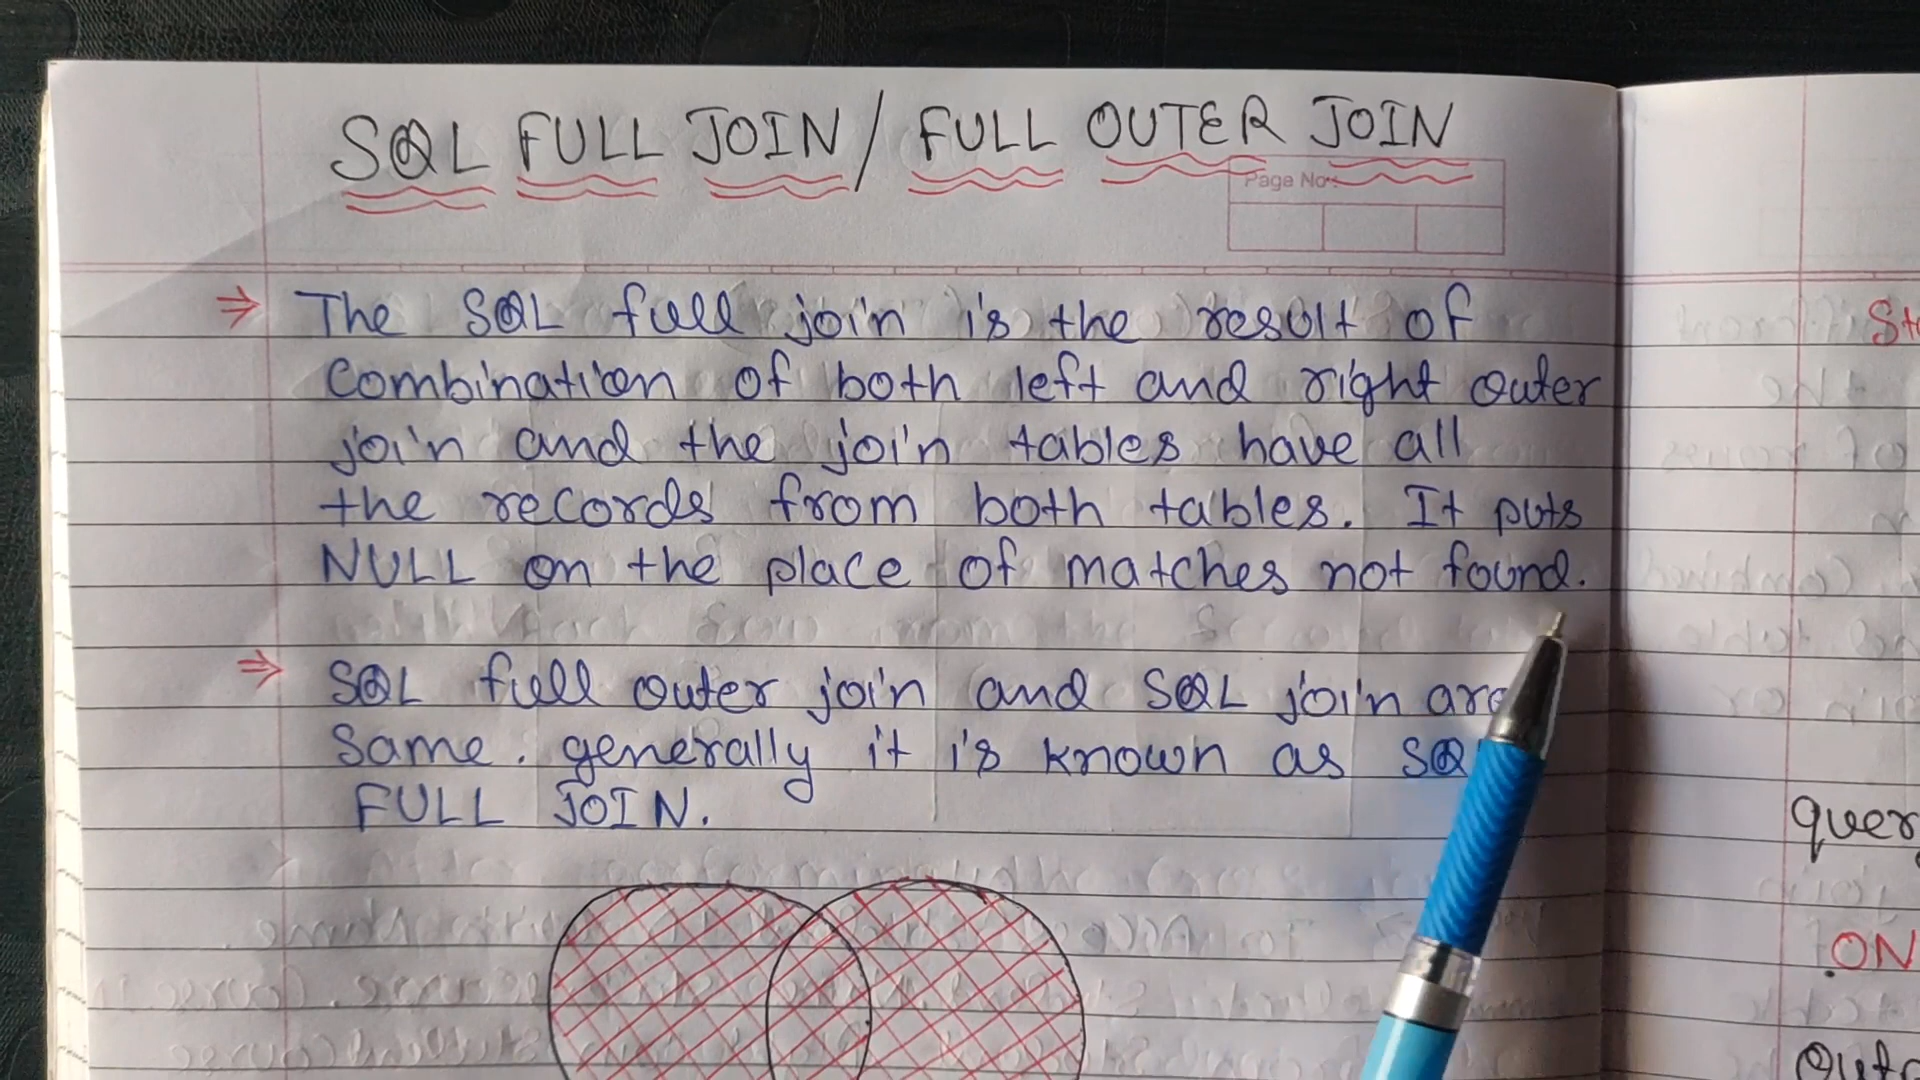 SQL FULL JOIN / FULL OUTER JOIN
Page No.:
⇒ The SQL full join is the result of
combination of both left and right outer
join and the join tables have all
the records from both tables. It puts
NULL on the place of matches not found.
⇒ SQL full outer join and SQL join are
same. generally it is known as SQL
FULL JOIN.
ON